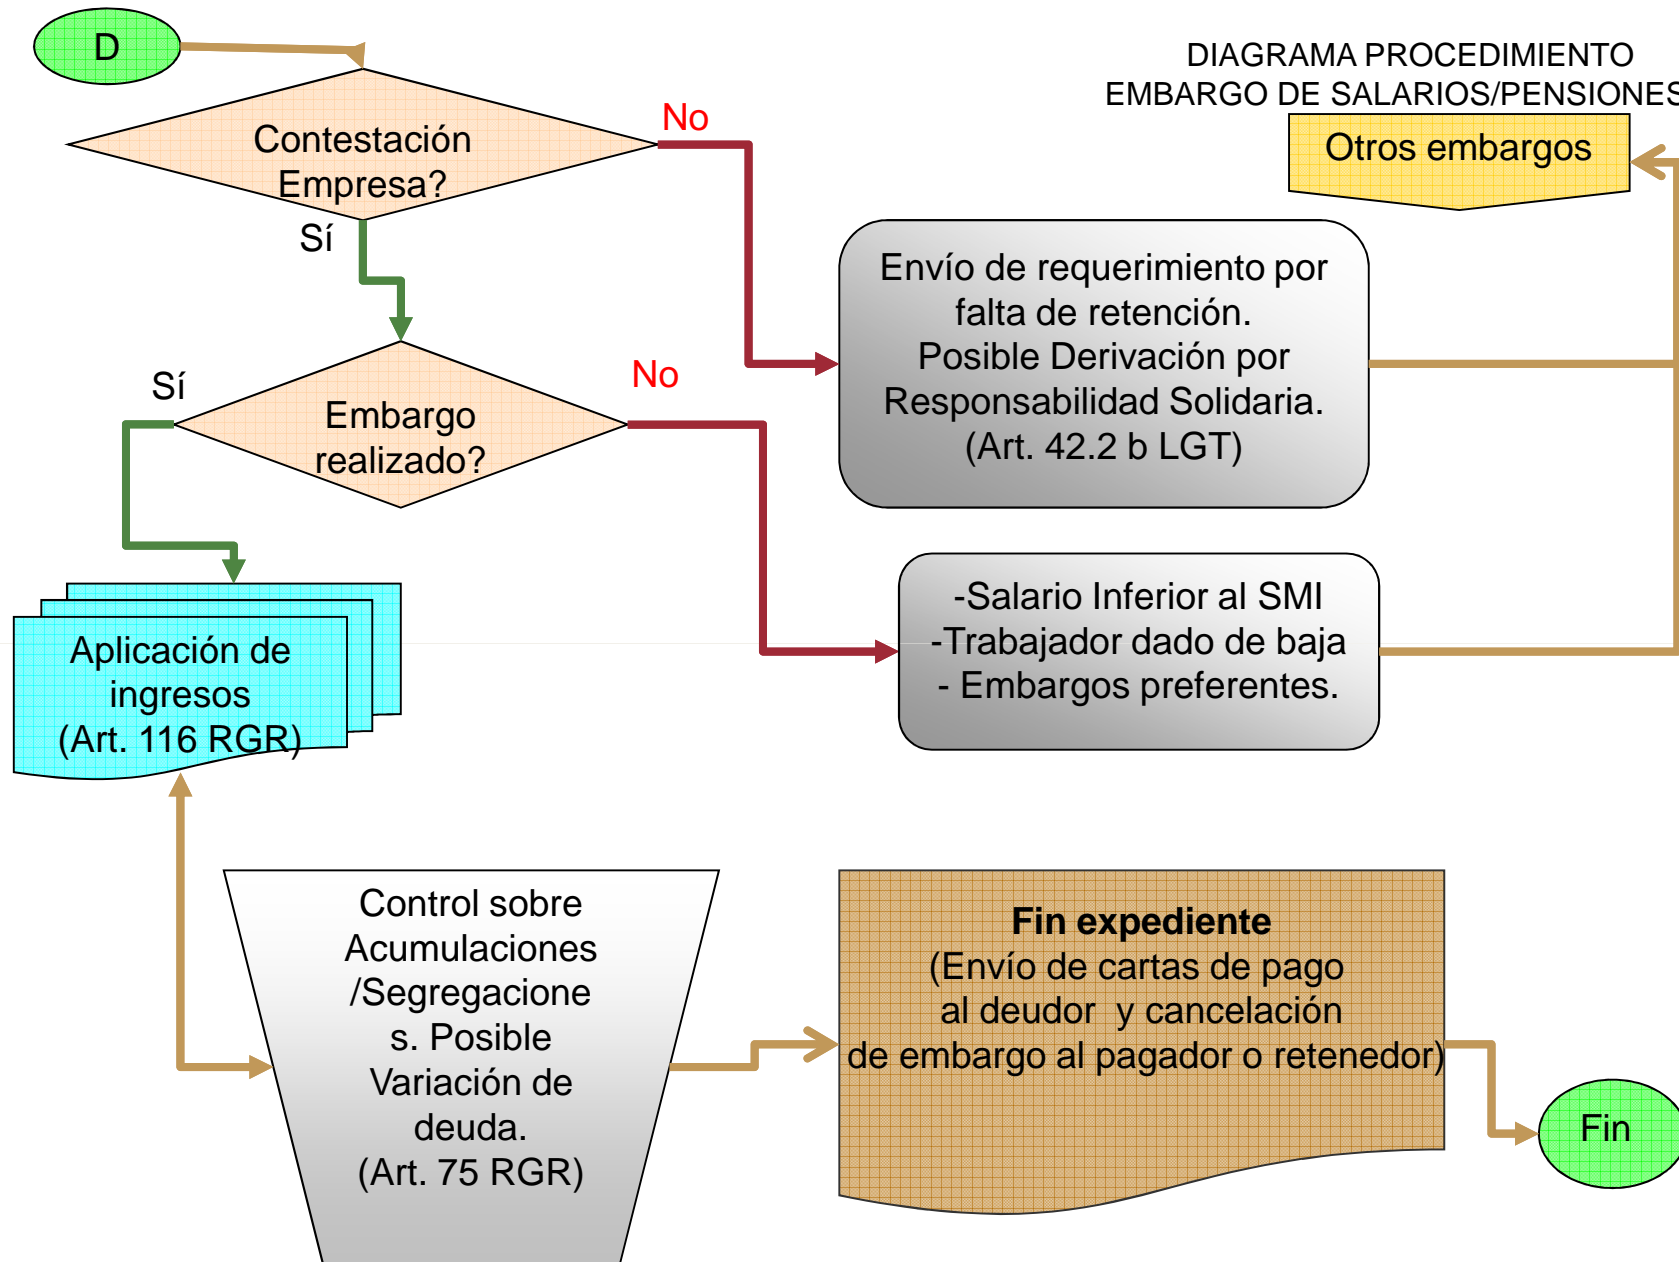 D
DIAGRAMA PROCEDIMIENTO
EMBARGO DE SALARIOS/PENSIONES
Contestación
Empresa?
No
Otros embargos
Sí
Envío de requerimiento por
falta de retención.
Posible Derivación por
Responsabilidad Solidaria.
(Art. 42.2 b LGT)
Sí
No
Embargo
realizado?
-Salario Inferior al SMI
-Trabajador dado de baja
- Embargos preferentes.
Aplicación de
ingresos
(Art. 116 RGR)
Control sobre
Acumulaciones
/Segregacione
s. Posible
Variación de
deuda.
(Art. 75 RGR)
Fin expediente
(Envío de cartas de pago
al deudor y cancelación
de embargo al pagador o retenedor)
Fin